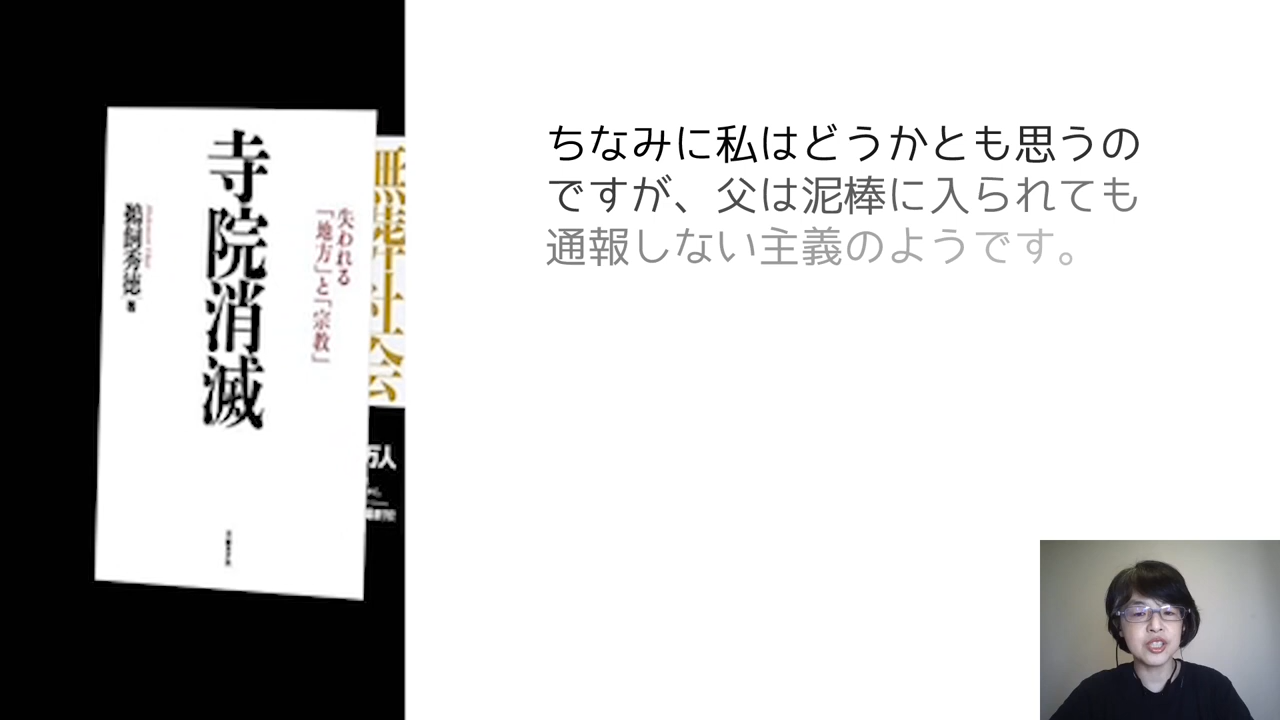 寺院消滅
失われる
「地方」と「宗教」
鵜飼秀徳 著
社会
万人
ちなみに私はどうかとも思うの
ですが、父は泥棒に入られても
通報しない主義のようです。